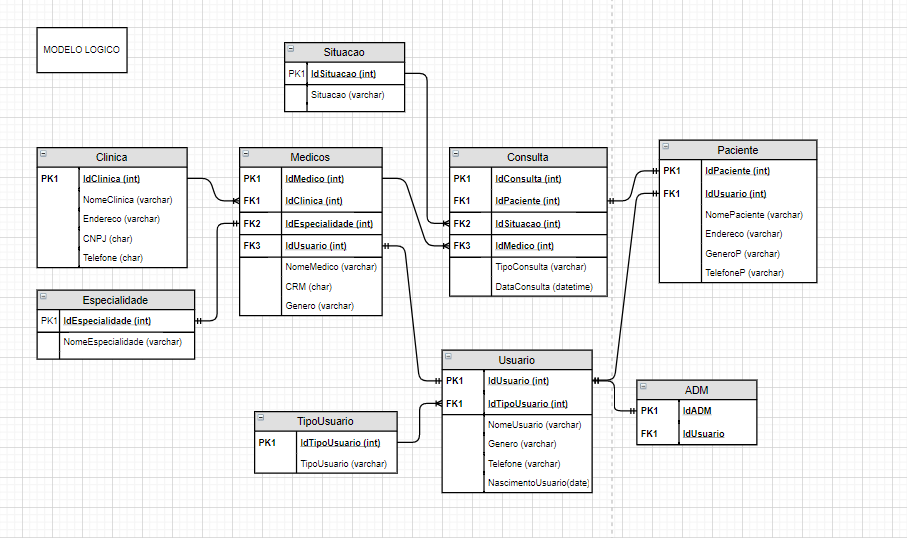 MODELO LOGICO
Situacao
PK1 IdSituacao (int)
Situacao (varchar)
Clinica
PK1 IdClinica (int)
NomeClinica (varchar)
Endereco (varchar)
CNPJ (char)
Telefone (char)
Medicos
PK1 IdMedico (int)
FK1 IdClinica (int)
FK2 IdEspecialidade (int)
FK3 IdUsuario (int)
NomeMedico (varchar)
CRM (char)
Genero (varchar)
Consulta
PK1 IdConsulta (int)
FK1 IdPaciente (int)
FK2 IdSituacao (int)
FK3 IdMedico (int)
TipoConsulta (varchar)
DataConsulta (datetime)
Paciente
PK1 IdPaciente (int)
FK1 IdUsuario (int)
NomePaciente (varchar)
Endereco (varchar)
GeneroP (varchar)
TelefoneP (varchar)
Especialidade
PK1 IdEspecialidade (int)
NomeEspecialidade (varchar)
Usuario
PK1 IdUsuario (int)
FK1 IdTipoUsuario (int)
NomeUsuario (varchar)
Genero (varchar)
Telefone (varchar)
NascimentoUsuario(date)
TipoUsuario
PK1 IdTipoUsuario (int)
TipoUsuario (varchar)
ADM
PK1 IdADM
FK1 IdUsuario